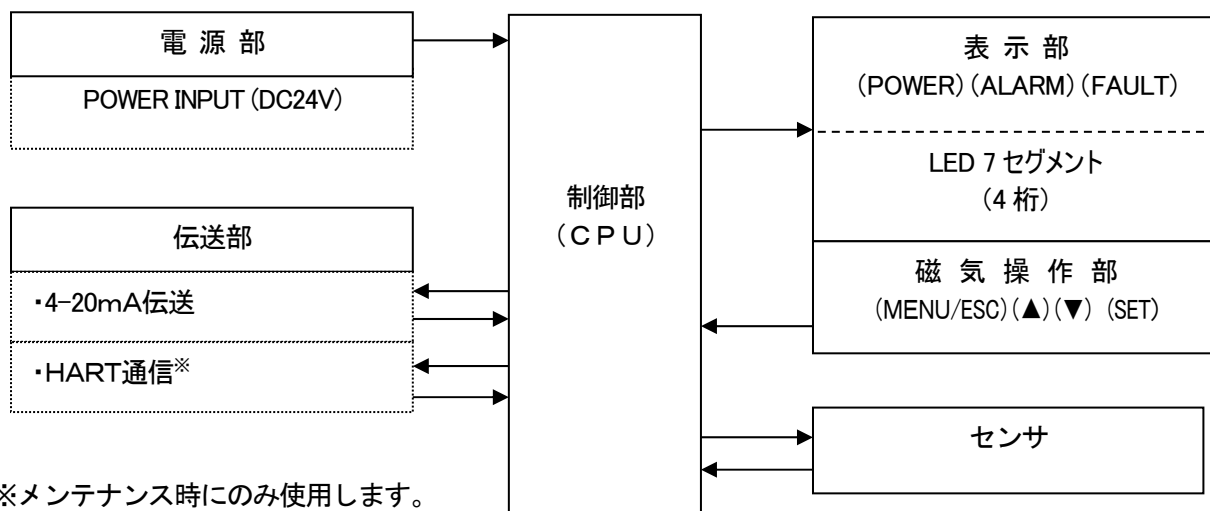 電 源 部
POWER INPUT (DC24V)
伝送部
・4-20mA伝送
・HART通信※
※メンテナンス時にのみ使用します。
制御部
(CPU)
表 示 部
(POWER) (ALARM) (FAULT)
LED 7 セグメント
(4 桁)
磁 気 操 作 部
(MENU/ESC) (▲) (▼) (SET)
センサ